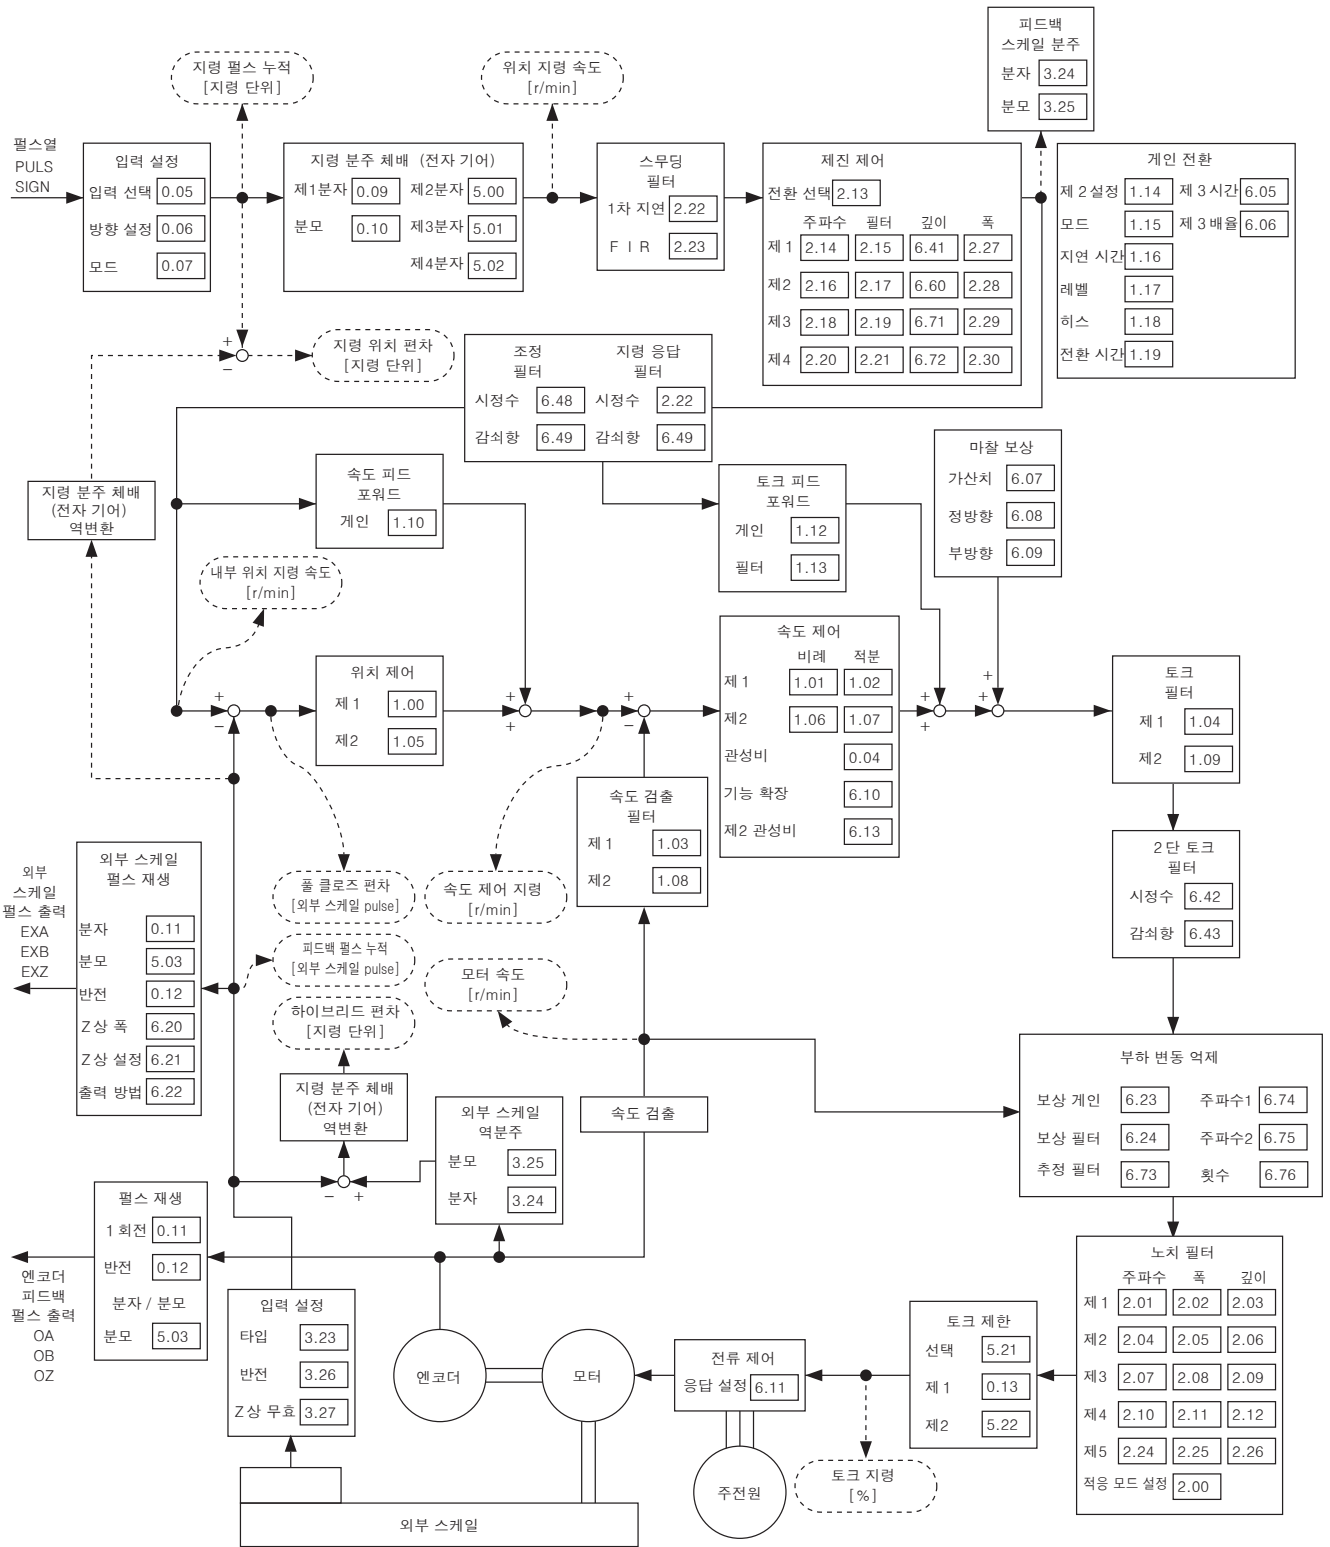 피드백
스케일 분주
분자 3.24
분모 3.25
지령 펄스 누적
[지령 단위]
위치 지령 속도
[r/min]
펄스열
PULS
SIGN
입력 설정
입력 선택 0.05
방향 설정 0.06
모드 0.07
지령 분주 체배 (전자 기어)
제1분자 0.09 제2분자 5.00
분모 0.10 제3분자 5.01
제4분자 5.02
스무딩
필터
1차 지연 2.22
F I R 2.23
제진 제어
전환 선택 2.13
주파수 필터 깊이 폭
제 1 2.14 2.15 6.41 2.27
제2 2.16 2.17 6.60 2.28
제3 2.18 2.19 6.71 2.29
제4 2.20 2.21 6.72 2.30
게인 전환
제 2 설정 1.14 제 3 시간 6.05
모드 1.15 제 3 배율 6.06
지연 시간 1.16
레벨 1.17
히스 1.18
전환 시간 1.19
+
−
지령 위치 편차
[지령 단위]
조정
필터
시정수 6.48
감쇠항 6.49
지령 응답
필터
시정수 2.22
감쇠항 6.49
지령 분주 체배
(전자 기어)
역변환
속도 피드
포워드
게인 1.10
토크 피드
포워드
게인 1.12
필터 1.13
마찰 보상
가산치 6.07
정방향 6.08
부방향 6.09
내부 위치 지령 속도
[r/min]
+
−
위치 제어
제 1 1.00
제2 1.05
+
+
+
−
속도 제어
비례 적분
제 1 1.01 1.02
제2 1.06 1.07
관성비 0.04
기능 확장 6.10
제2 관성비 6.13
+
+
+
+
토크
필터
제 1 1.04
제2 1.09
속도 검출
필터
제 1 1.03
제2 1.08
2단 토크
필터
시정수 6.42
감쇠항 6.43
외부
스케일
펄스 출력
EXA
EXB
EXZ
외부 스케일
펄스 재생
분자 0.11
분모 5.03
반전 0.12
Z상 폭 6.20
Z상 설정 6.21
출력 방법 6.22
풀 클로즈 편차
[외부 스케일 pulse]
속도 제어 지령
[r/min]
피드백 펄스 누적
[외부 스케일 pulse]
모터 속도
[r/min]
하이브리드 편차
[지령 단위]
지령 분주 체배
(전자 기어)
역변환
외부 스케일
역분주
분모 3.25
분자 3.24
속도 검출
부하 변동 억제
보상 게인 6.23 주파수1 6.74
보상 필터 6.24 주파수2 6.75
추정 필터 6.73 횟수 6.76
− +
펄스 재생
1 회전 0.11
반전 0.12
분자 / 분모
분모 5.03
엔코더
피드백
펄스 출력
OA
OB
OZ
입력 설정
타입 3.23
반전 3.26
Z상 무효 3.27
엔코더
모터
전류 제어
응답 설정 6.11
주전원
토크 제한
선택 5.21
제 1 0.13
제2 5.22
토크 지령
[%]
노치 필터
주파수 폭 깊이
제 1 2.01 2.02 2.03
제2 2.04 2.05 2.06
제3 2.07 2.08 2.09
제4 2.10 2.11 2.12
제5 2.24 2.25 2.26
적응 모드 설정 2.00
외부 스케일